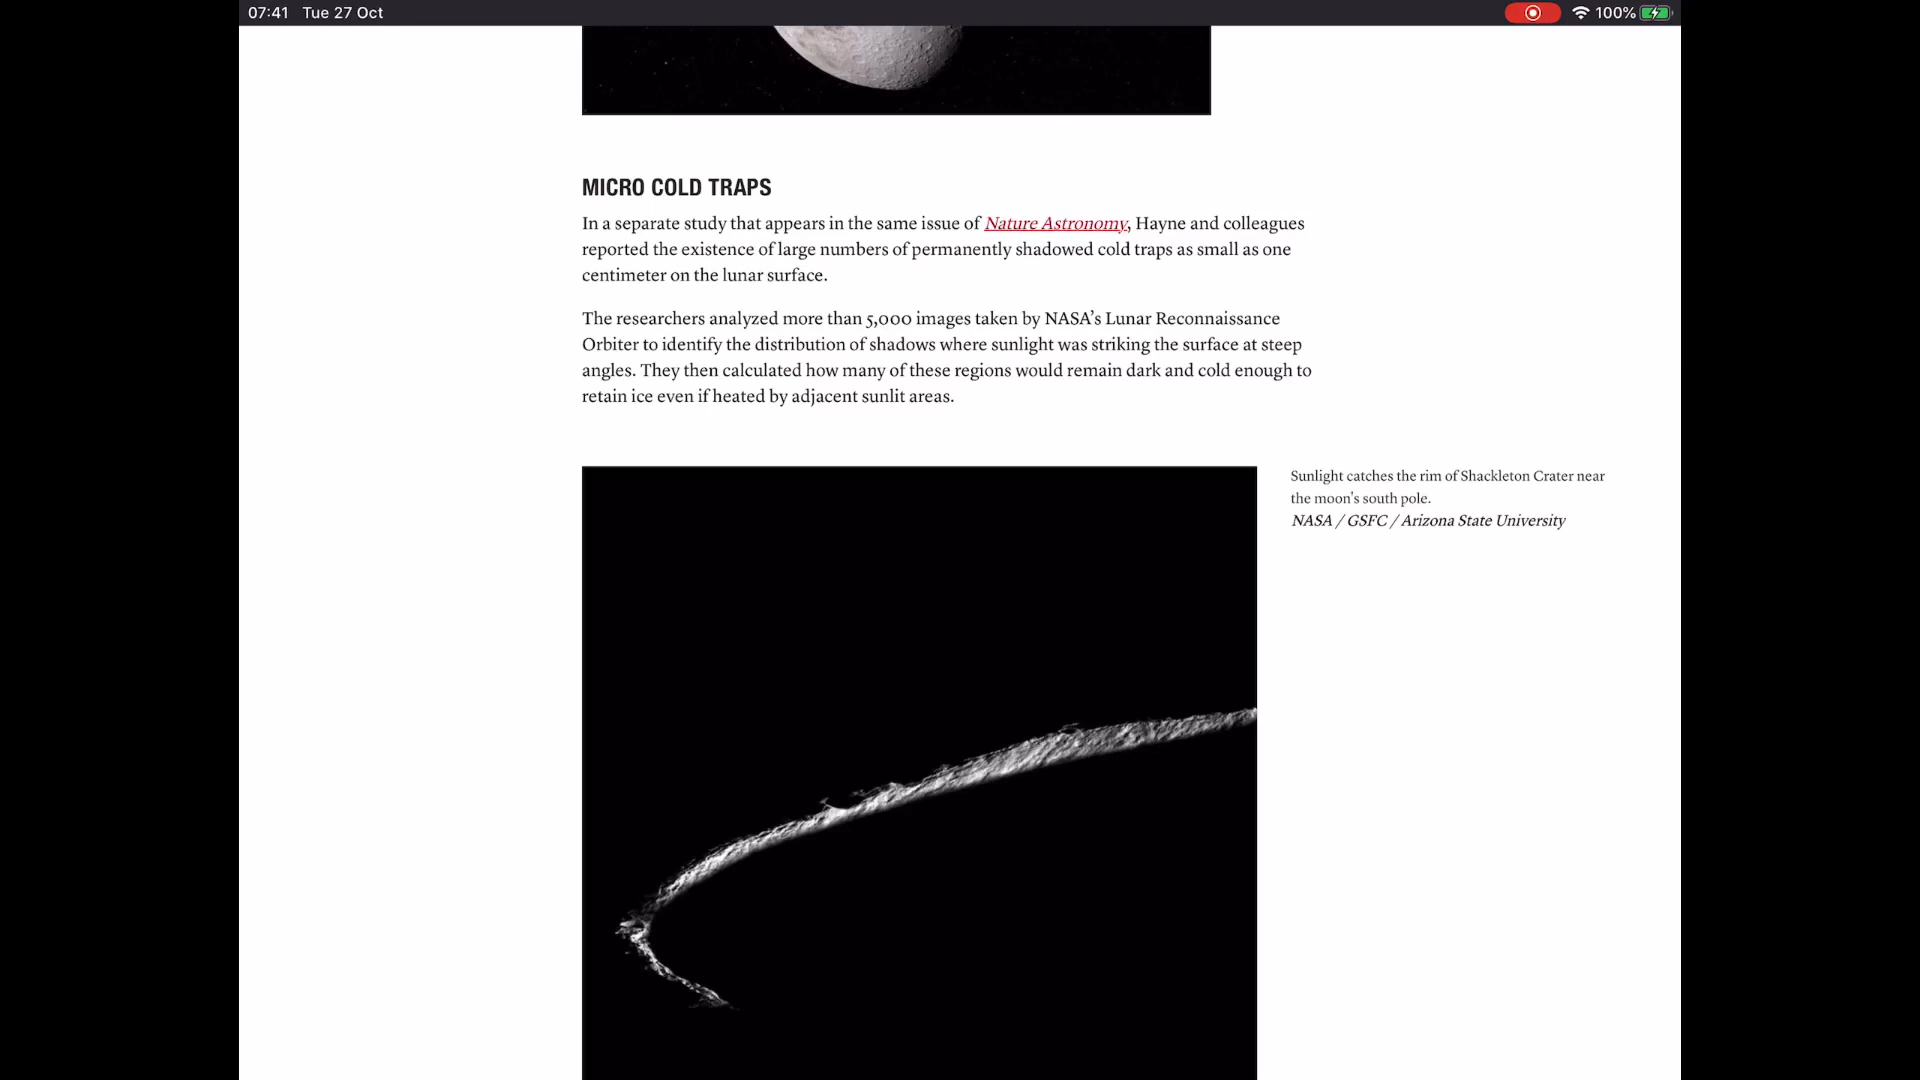 07:41 Tue 27 Oct
100%
MICRO COLD TRAPS
In a separate study that appears in the same issue of Nature Astronomy, Hayne and colleagues
reported the existence of large numbers of permanently shadowed cold traps as small as one
centimeter on the lunar surface.
The researchers analyzed more than 5,000 images taken by NASA’s Lunar Reconnaissance
Orbiter to identify the distribution of shadows where sunlight was striking the surface at steep
angles. They then calculated how many of these regions would remain dark and cold enough to
retain ice even if heated by adjacent sunlit areas.
Sunlight catches the rim of Shackleton Crater near
the moon's south pole.
NASA / GSFC / Arizona State University